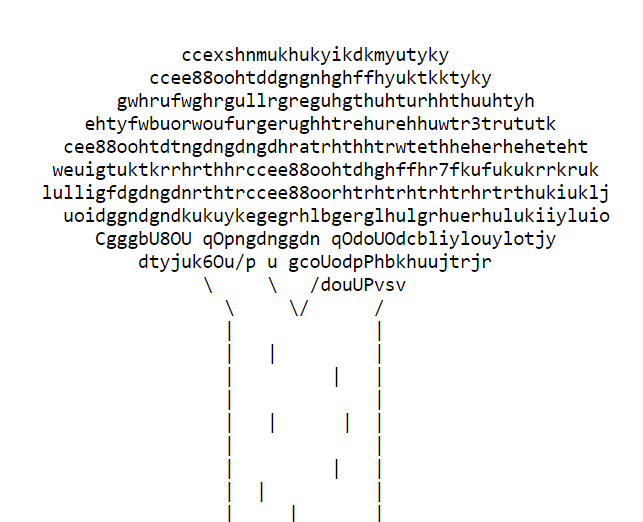 ccexshnmukhukyikdkmyutyky
ccee88oohtddgngnhghffhyuktkktyky
gwhrufwghrgullrgreguhgthuhturhhthuuhtyh
ehtyfwbuorwoufurgerughhtrehurehhuwtr3trututk
cee88oohtdtngdngdngdhratrhthhtrwtethheherheheteht
weuigtuktkrrhrthhrccee88oohtdhghffhr7fkufukukrrkruk
lulligfdgdngdnrthtrccee88oorhtrhtrhtrhtrhrtrthukiuklj
uoidggndgndkukuykegegrhlbgerglhulgrhuerhulukiiyluio
CgggbU8OU qOpngdnggdn qOdoUOdcbliylouylotjy
dtyjuk6Ou/p u gcoUodpPhbkhuujtrjr
\ \ /douUPvsv
\ \/ /
| |
| | |
| | |
| |
| | | |
| |
| | |
| | |
| | |